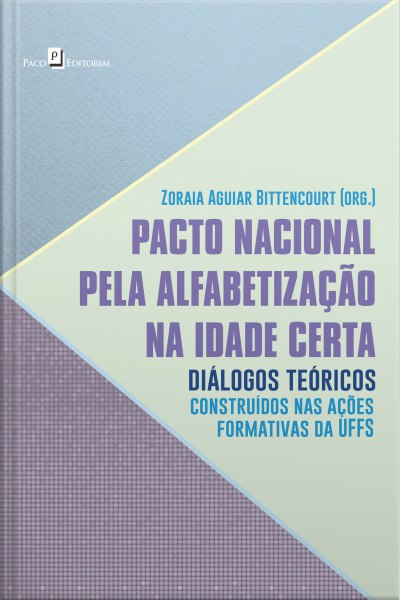 PACO EDITORIAL
ZORAIA AGUIAR BITTENCOURT (ORG.)
PACTO NACIONAL
PELA ALFABETIZAÇÃO
NA IDADE CERTA
DIÁLOGOS TEÓRICOS
CONSTRUÍDOS NAS AÇÕES
FORMATIVAS DA UFFS